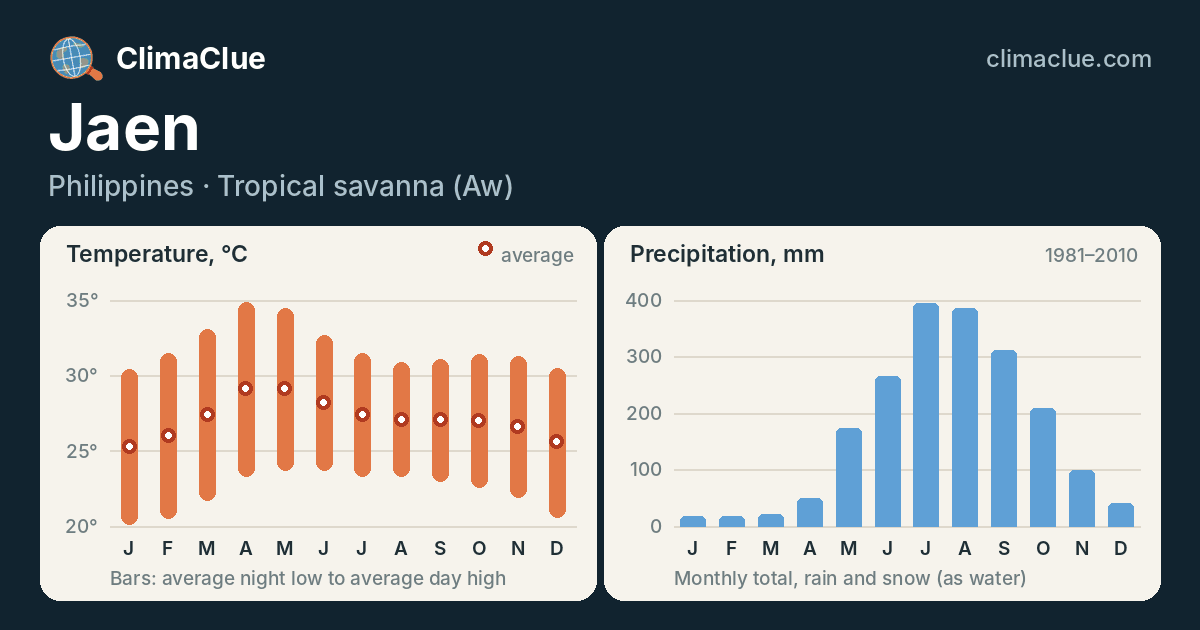 ClimaClue
climaclue.com
Jaen
Philippines · Tropical savanna (Aw)
Temperature, °C
average
35°
30°
25°
20°
J F M A M J J A S O N D
Bars: average night low to average day high
Precipitation, mm
1981–2010
400
300
200
100
0
J F M A M J J A S O N D
Monthly total, rain and snow (as water)